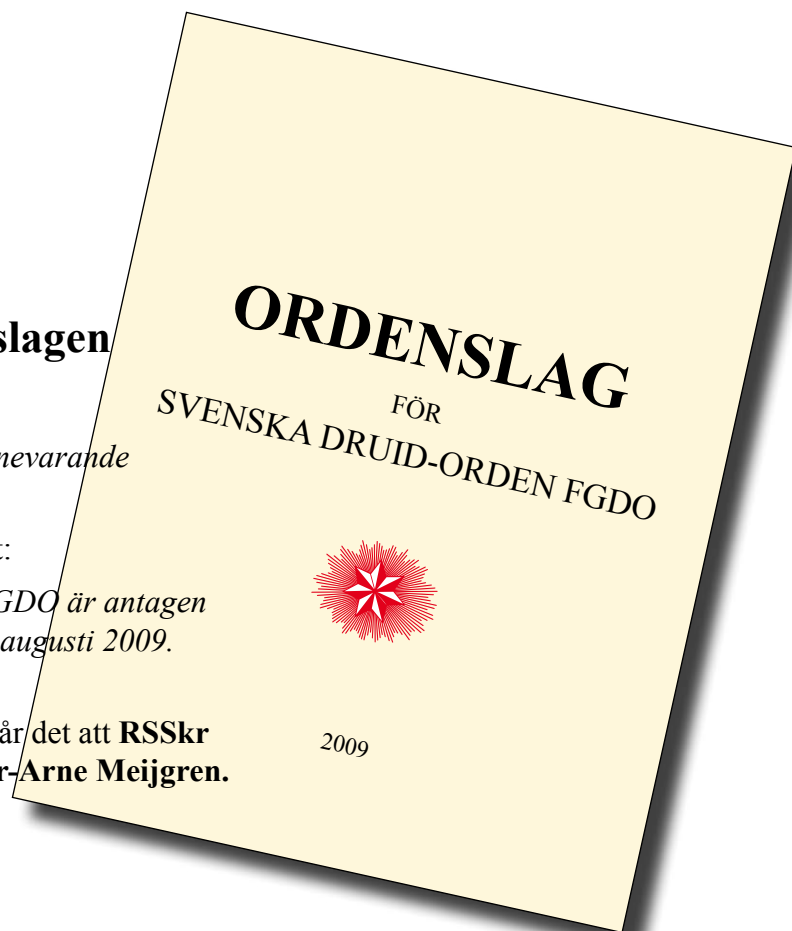 slagen
nevarande
t:
GDO är antagen
augusti 2009.
år det att RSSkr
r-Arne Meijgren.
ORDENSLAG
FÖR
SVENSKA DRUID-ORDEN FGDO
2009